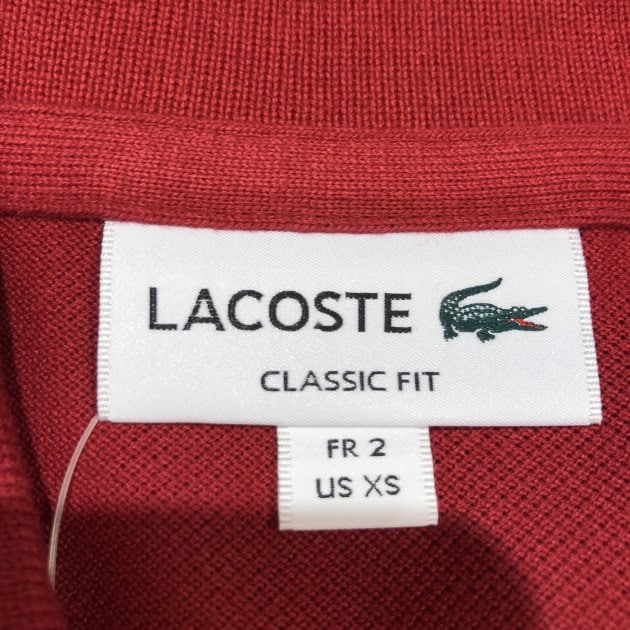 LACOSTE
CLASSIC FIT
FR 2
US XS